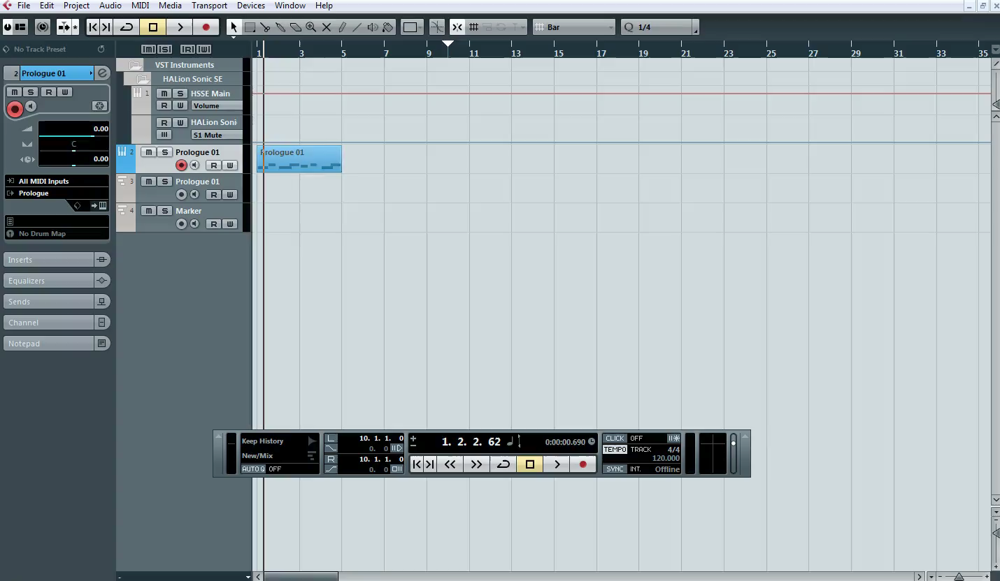 File Edit Project Audio MIDI Media Transport Devices Window Help
Bar
Q 1/4
No Track Preset
1 3 5 7 9 11 13 15 17 19 21 23 25 27 29 31 33 35
2 Prologue 01 e
VST Instruments
HALion Sonic SE
M S R W
1 M S HSSE Main
R W Volume
R W HALion Soni
S1 Mute
0.00
C
0.00
2 M S Prologue 01
R W
Prologue 01
3 M S Prologue 01
R W
4 M S Marker
R W
All MIDI Inputs
Prologue
No Drum Map
Inserts
Equalizers
Sends
Channel
Notepad
Keep History
New/Mix
AUTO Q OFF
L 10. 1. 1. 0
0. 0
R 10. 1. 1. 0
0. 0
1. 2. 2. 62
0:00:00.690
CLICK OFF
TEMPO TRACK 4/4
120.000
SYNC INT. Offline